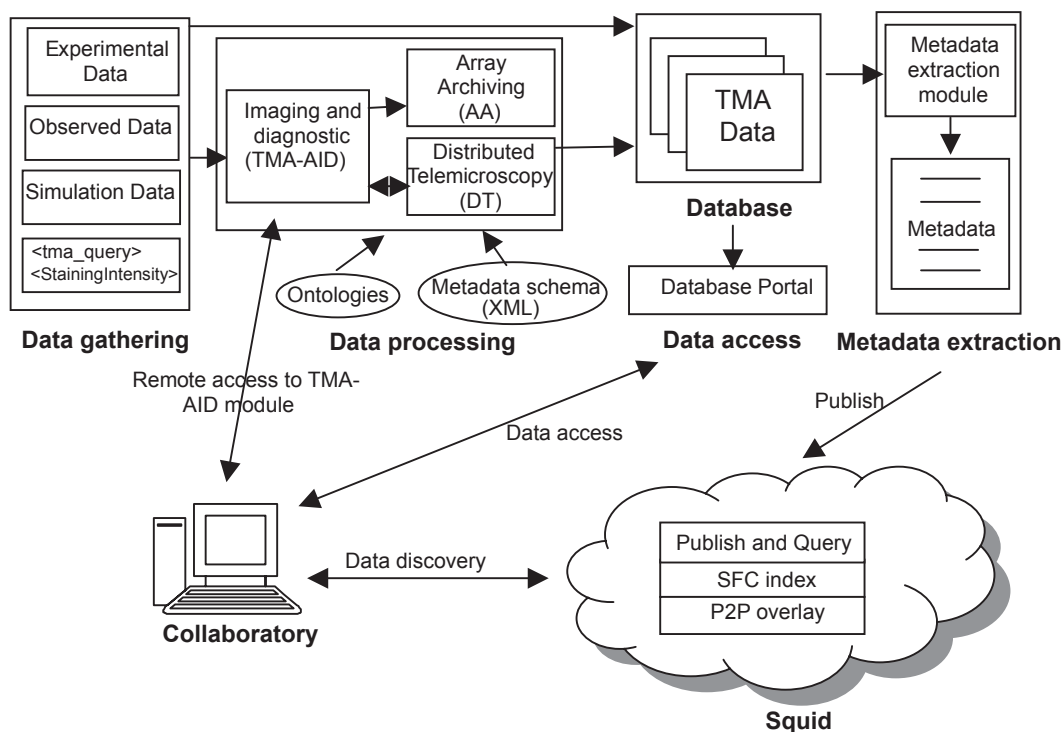 Experimental
Data
Observed Data
Simulation Data
<tma_query>
<StainingIntensity>
Data gathering
Imaging and
diagnostic
(TMA-AID)
Array
Archiving
(AA)
Distributed
Telemicroscopy
(DT)
Ontologies
Metadata schema
(XML)
Data processing
TMA
Data
Database
Database Portal
Data access
Metadada
extraction
module
Metadata
Metadata extraction
Remote access to TMA-
AID module
Data access
Publish
Data discovery
Collaboratory
Publish and Query
SFC index
P2P overlay
Squid